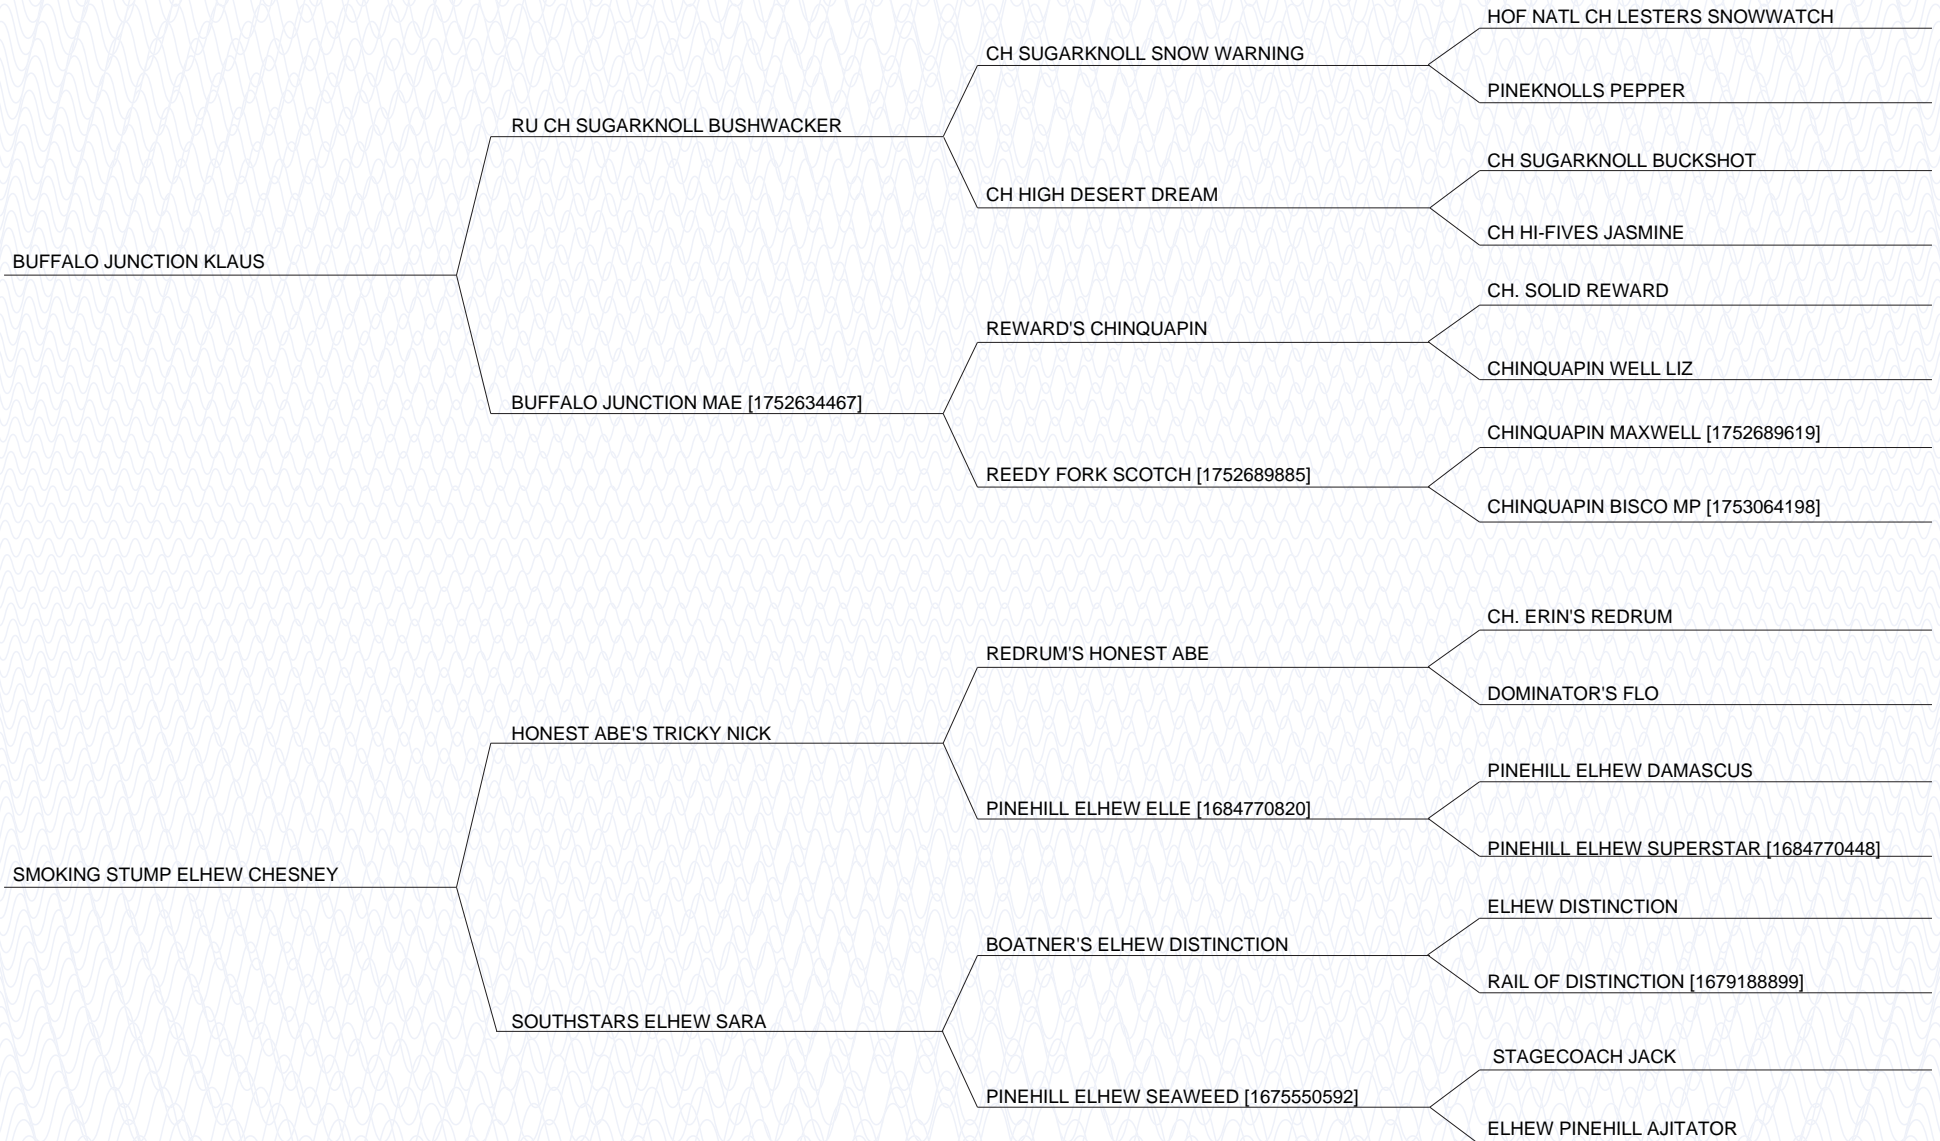 HOF NATL CH LESTERS SNOWWATCH
CH SUGARKNOLL SNOW WARNING
PINEKNOLLS PEPPER
RU CH SUGARKNOLL BUSHWACKER
CH SUGARKNOLL BUCKSHOT
CH HIGH DESERT DREAM
CH HI-FIVES JASMINE
BUFFALO JUNCTION KLAUS
CH. SOLID REWARD
REWARD'S CHINQUAPIN
CHINQUAPIN WELL LIZ
BUFFALO JUNCTION MAE [1752634467]
CHINQUAPIN MAXWELL [1752689619]
REEDY FORK SCOTCH [1752689885]
CHINQUAPIN BISCO MP [1753064198]
CH. ERIN'S REDRUM
REDRUM'S HONEST ABE
DOMINATOR'S FLO
HONEST ABE'S TRICKY NICK
PINEHILL ELHEW DAMASCUS
PINEHILL ELHEW ELLE [1684770820]
PINEHILL ELHEW SUPERSTAR [1684770448]
SMOKING STUMP ELHEW CHESNEY
ELHEW DISTINCTION
BOATNER'S ELHEW DISTINCTION
RAIL OF DISTINCTION [1679188899]
SOUTHSTARS ELHEW SARA
STAGECOACH JACK
PINEHILL ELHEW SEAWEED [1675550592]
ELHEW PINEHILL AJITATOR